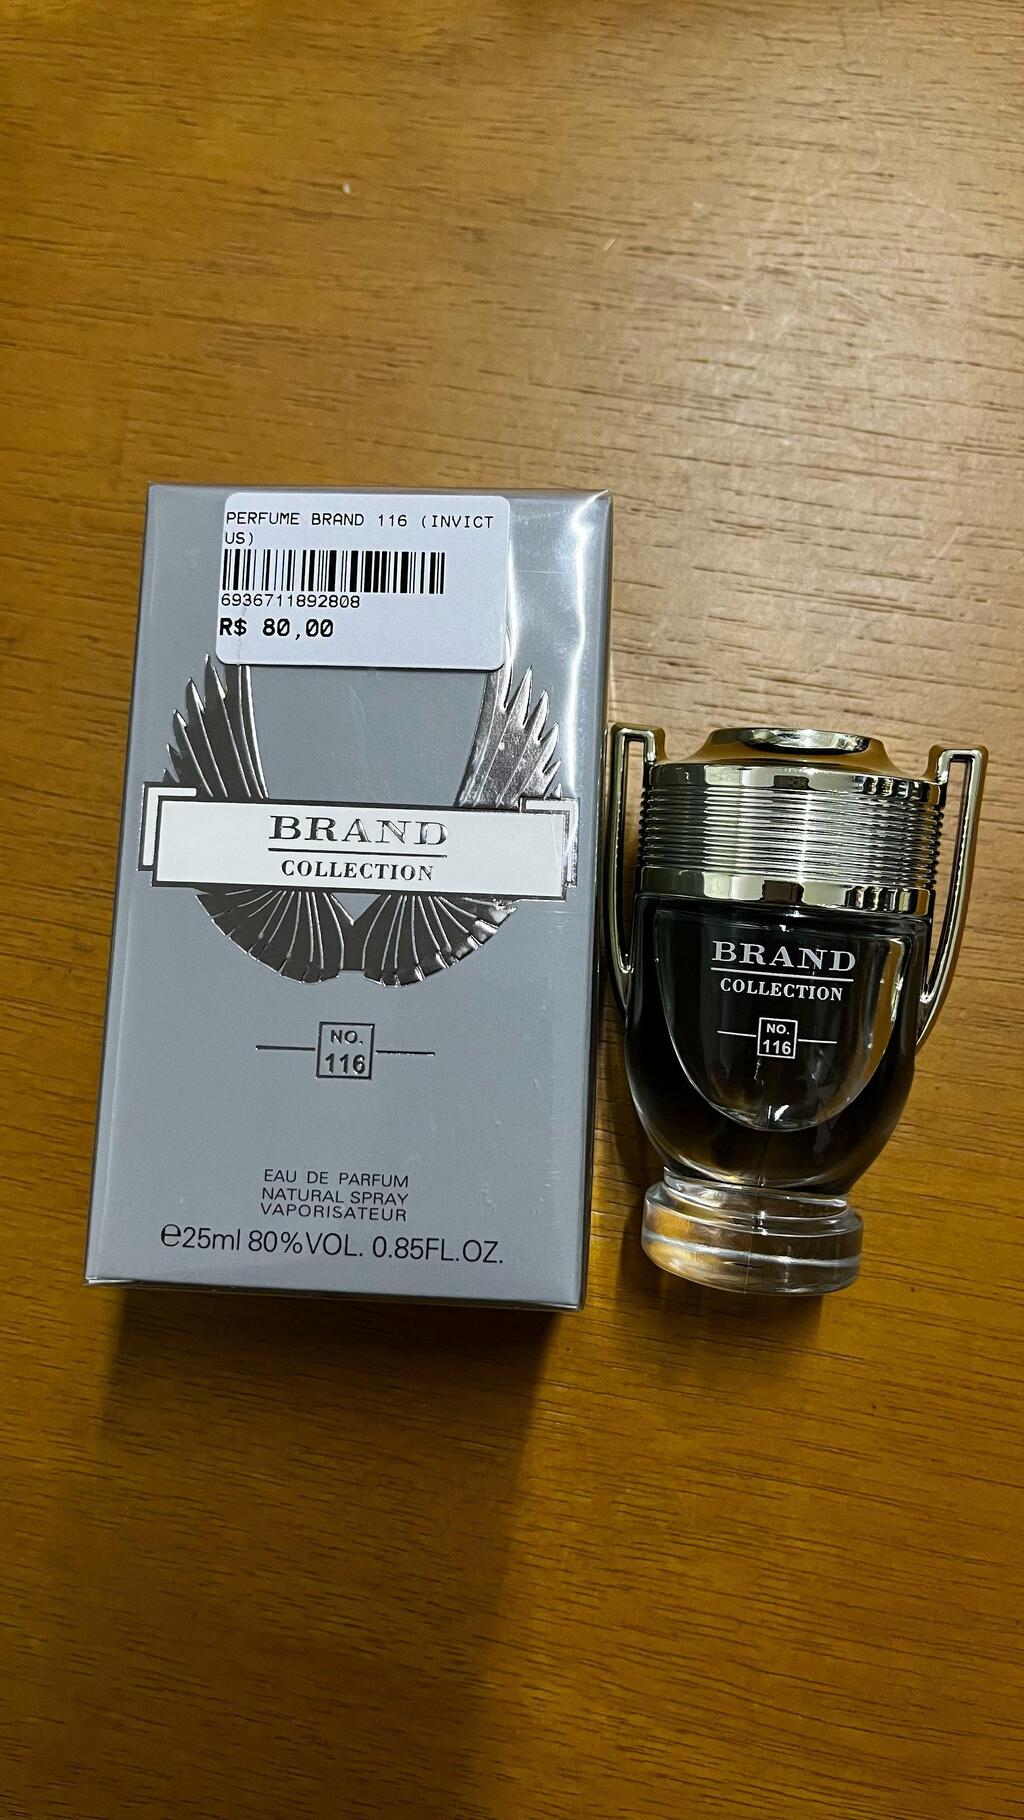 PERFUME BRAND 116 (INVICT
US)
6936711892808
R$ 80,00
BRAND
COLLECTION
NO.
116
EAU DE PARFUM
NATURAL SPRAY
VAPORISATEUR
℮25ml 80%VOL. 0.85FL.OZ.
BRAND
COLLECTION
NO.
116